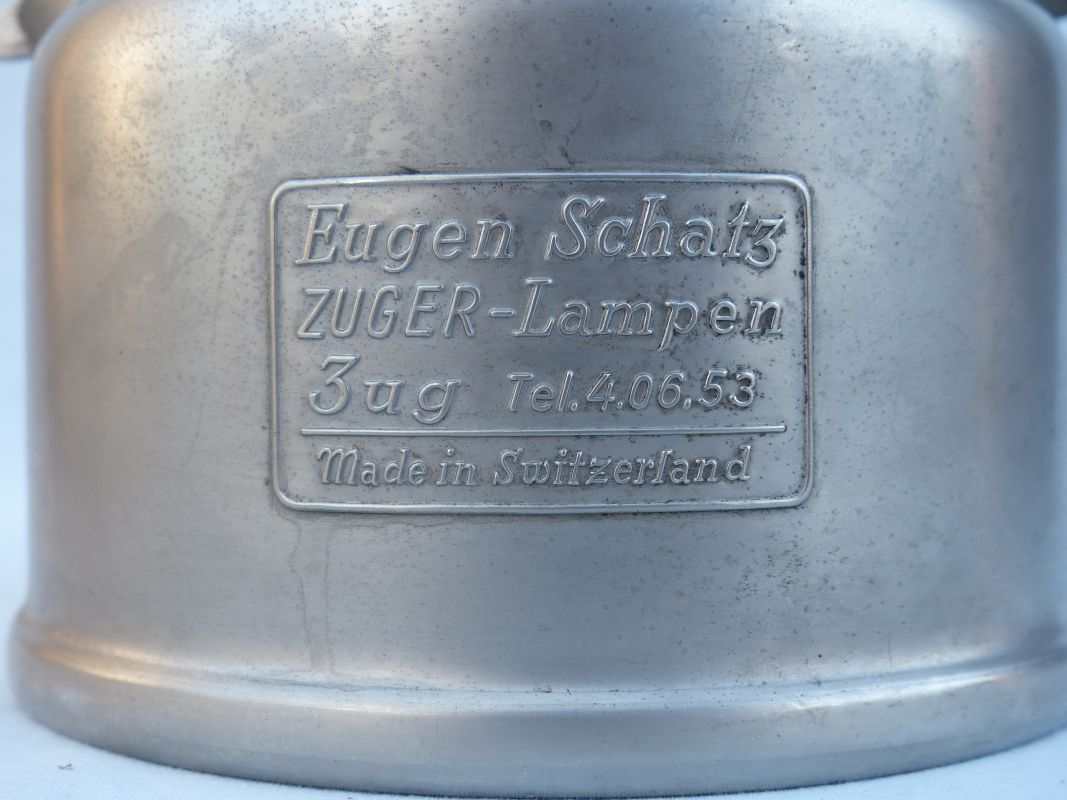 Eugen Schatz
ZUGER-Lampen
Zug Tel. 4.06.53
Made in Switzerland